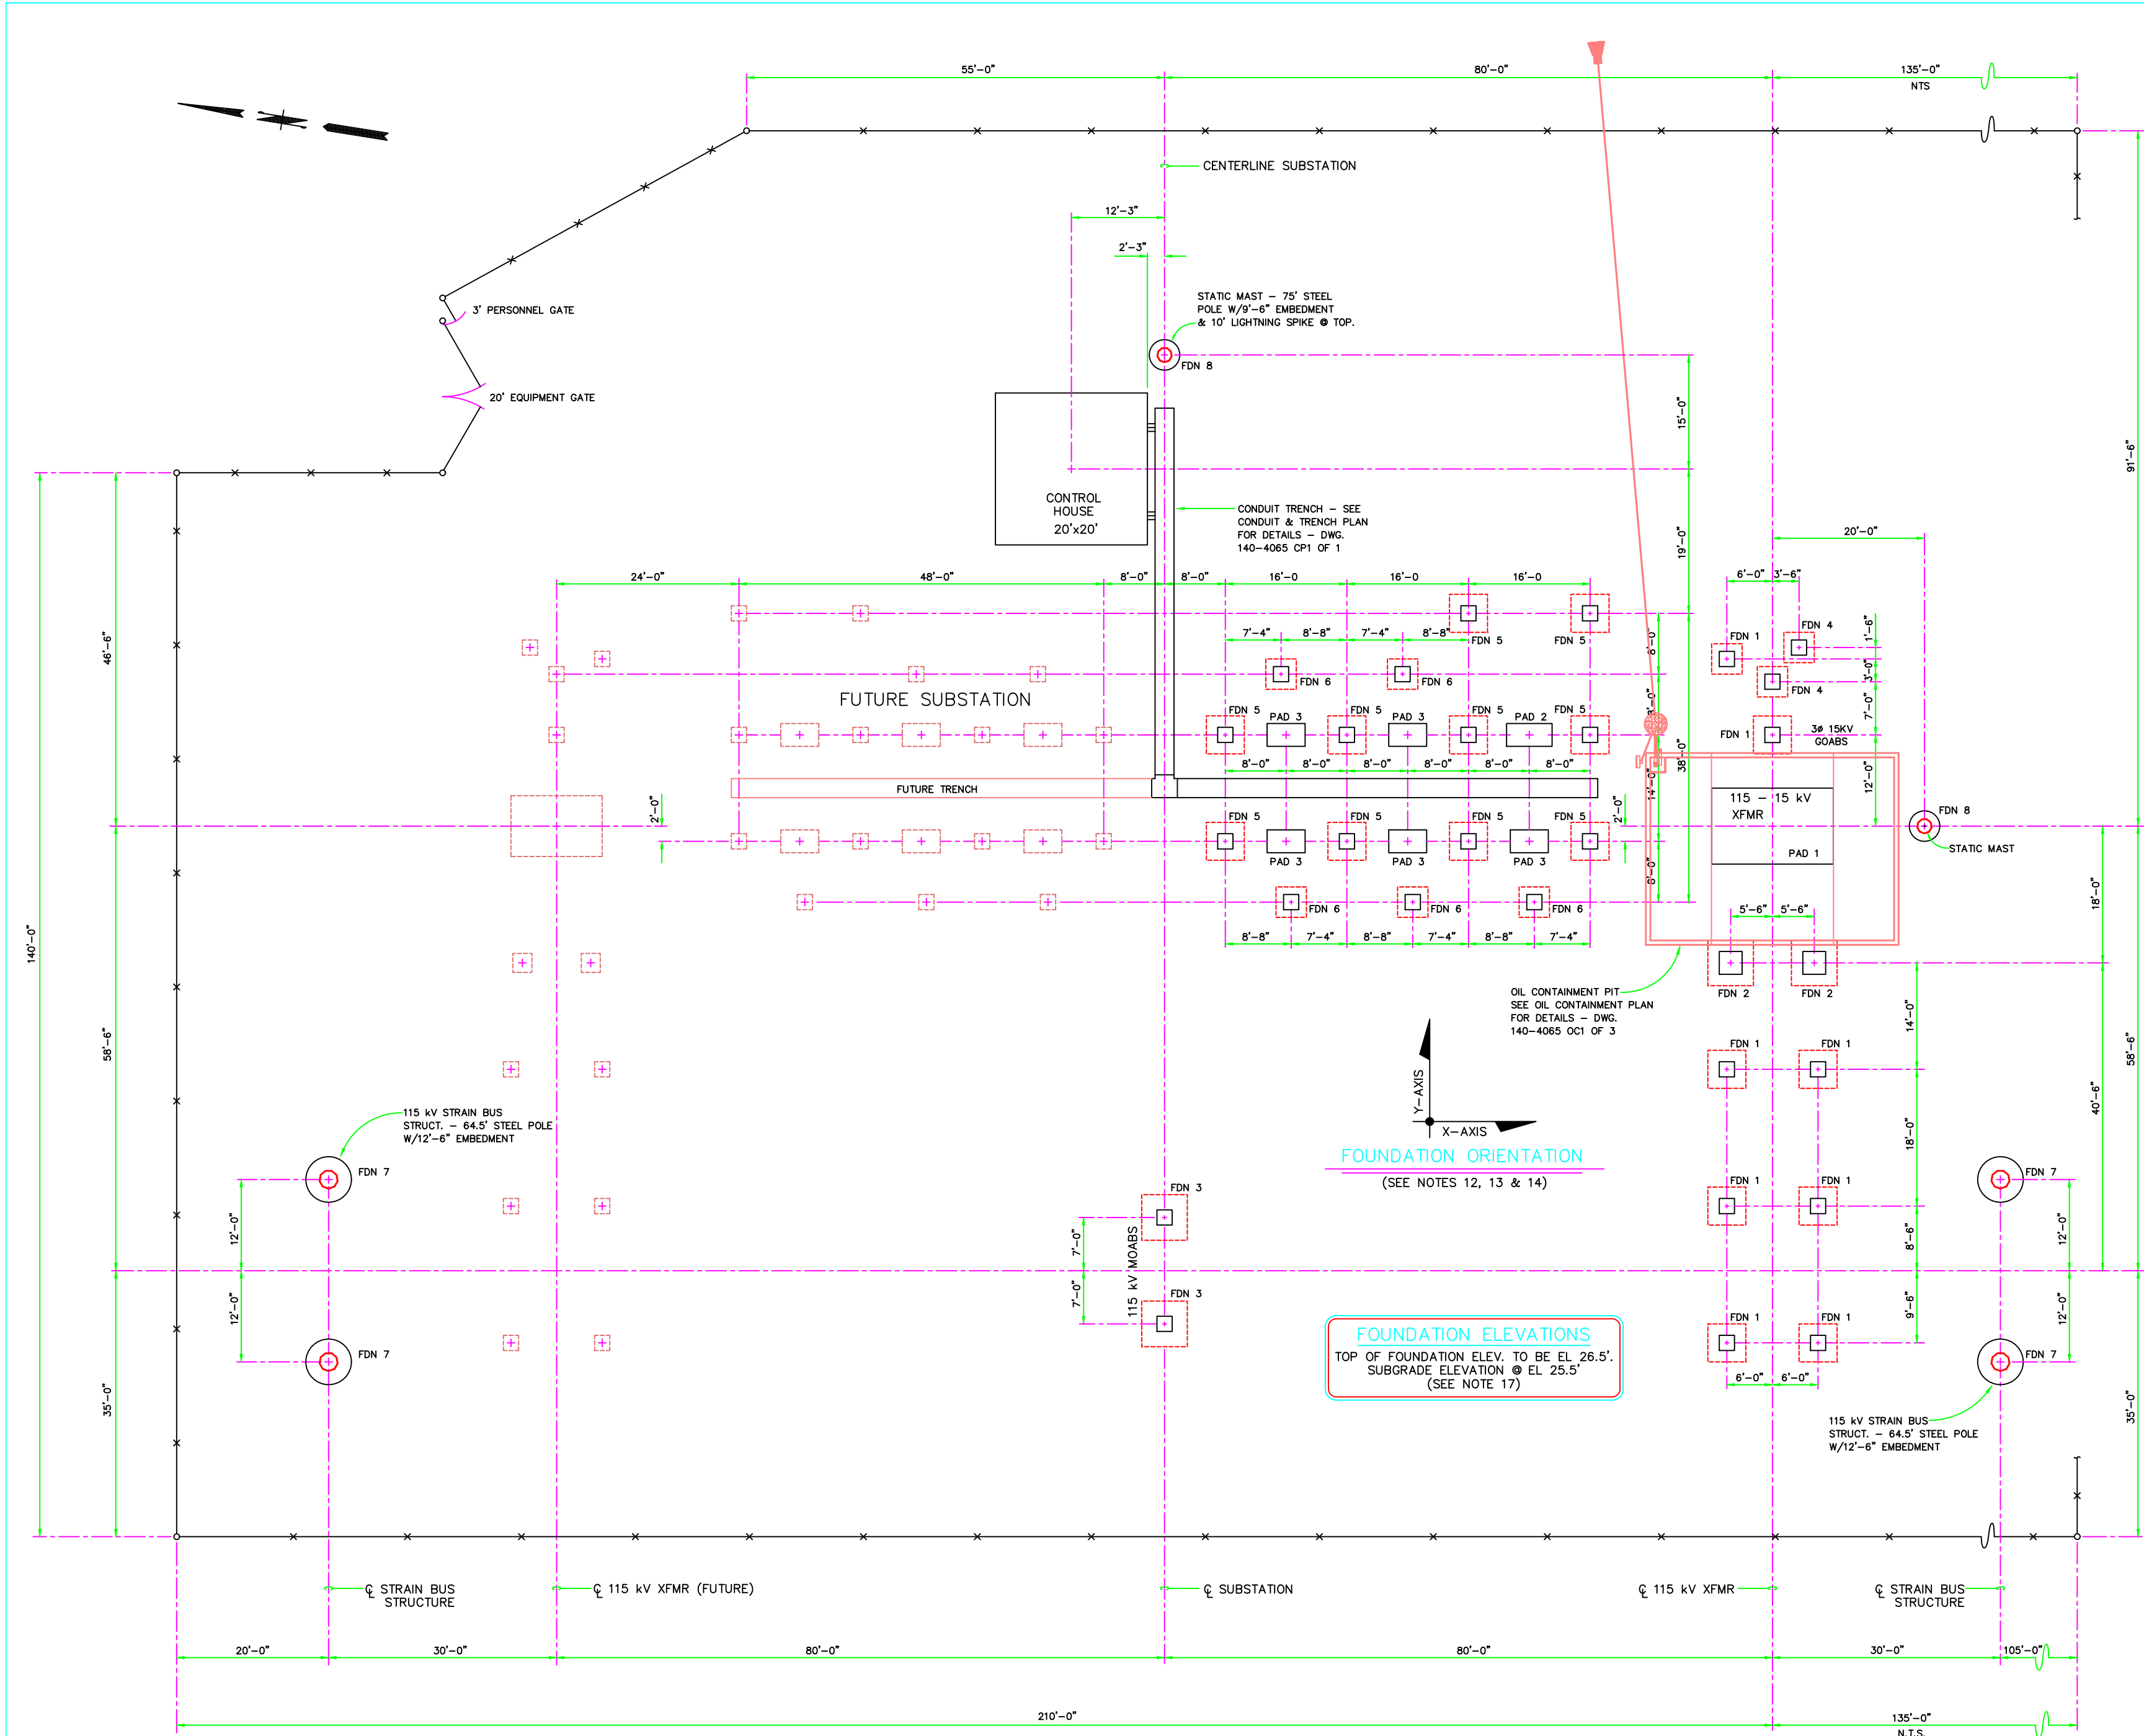 55'-0"
80'-0"
135'-0"
NTS
CENTERLINE SUBSTATION
12'-3"
2'-3"
STATIC MAST - 75' STEEL
POLE W/9'-6" EMBEDMENT
& 10' LIGHTNING SPIKE @ TOP.
FDN 8
3' PERSONNEL GATE
20' EQUIPMENT GATE
15'-0"
91'-6"
CONTROL
HOUSE
20'x20'
CONDUIT TRENCH - SEE
CONDUIT & TRENCH PLAN
FOR DETAILS - DWG.
140-4065 CP1 OF 1
19'-0"
20'-0"
24'-0"
48'-0"
8'-0"
8'-0"
16'-0
16'-0
16'-0
6'-0"
3'-6"
46'-6"
7'-4"
8'-8"
7'-4"
8'-8"
FDN 5
FDN 5
8'-0"
FDN 1
FDN 4
1'-6"
3'-0"
FDN 6
FDN 6
FDN 4
FUTURE SUBSTATION
7'-0"
FDN 5
PAD 3
FDN 5
PAD 3
FDN 5
PAD 2
FDN 5
FDN 1
3ø 15KV
GOABS
38'-0"
8'-0"
8'-0"
8'-0"
8'-0"
8'-0"
8'-0"
14'-0"
12'-0"
FUTURE TRENCH
115 - 15 kV
XFMR
2'-0"
2'-0"
FDN 8
STATIC MAST
FDN 5
FDN 5
FDN 5
FDN 5
PAD 3
PAD 3
PAD 3
PAD 1
8'-0"
18'-0"
FDN 6
FDN 6
FDN 6
5'-6"
5'-6"
8'-8"
7'-4"
8'-8"
7'-4"
8'-8"
7'-4"
140'-0"
58'-6"
OIL CONTAINMENT PIT
SEE OIL CONTAINMENT PLAN
FOR DETAILS - DWG.
140-4065 OC1 OF 3
FDN 2
FDN 2
14'-0"
58'-6"
40'-6"
FDN 1
FDN 1
Y-AXIS
X-AXIS
FOUNDATION ORIENTATION
(SEE NOTES 12, 13 & 14)
18'-0"
115 kV STRAIN BUS
STRUCT. - 64.5' STEEL POLE
W/12'-6" EMBEDMENT
FDN 7
FDN 3
FDN 1
FDN 1
FDN 7
12'-0"
7'-0"
115 kV MOABS
8'-6"
12'-0"
12'-0"
7'-0"
FDN 3
9'-6"
12'-0"
FDN 7
FDN 1
FDN 1
FDN 7
FOUNDATION ELEVATIONS
TOP OF FOUNDATION ELEV. TO BE EL 26.5'.
SUBGRADE ELEVATION @ EL 25.5'
(SEE NOTE 17)
6'-0"
6'-0"
35'-0"
35'-0"
115 kV STRAIN BUS
STRUCT. - 64.5' STEEL POLE
W/12'-6" EMBEDMENT
℄ STRAIN BUS
STRUCTURE
℄ 115 kV XFMR (FUTURE)
℄ SUBSTATION
℄ 115 kV XFMR
℄ STRAIN BUS
STRUCTURE
20'-0"
30'-0"
80'-0"
80'-0"
30'-0"
105'-0"
210'-0"
135'-0"
N.T.S.